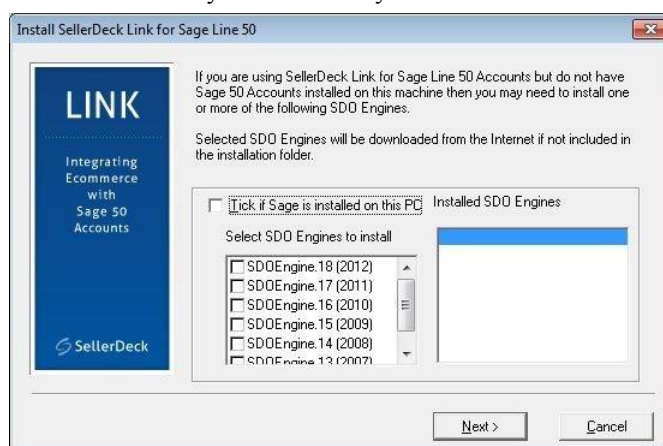 Install SellerDeck Link for Sage Line 50
LINK
Integrating
Ecommerce
with
Sage 50
Accounts
SellerDeck
If you are using SellerDeck Link for Sage Line 50 Accounts but do not have
Sage 50 Accounts installed on this machine then you may need to install one
or more of the following SDO Engines.
Selected SDO Engines will be downloaded from the Internet if not included in
the installation folder.
Tick if Sage is installed on this PC
Installed SDO Engines
Select SDO Engines to install
SDOEngine.18 (2012)
SDOEngine.17 (2011)
SDOEngine.16 (2010)
SDOEngine.15 (2009)
SDOEngine.14 (2008)
SDOEngine.13 (2007)
Next >
Cancel